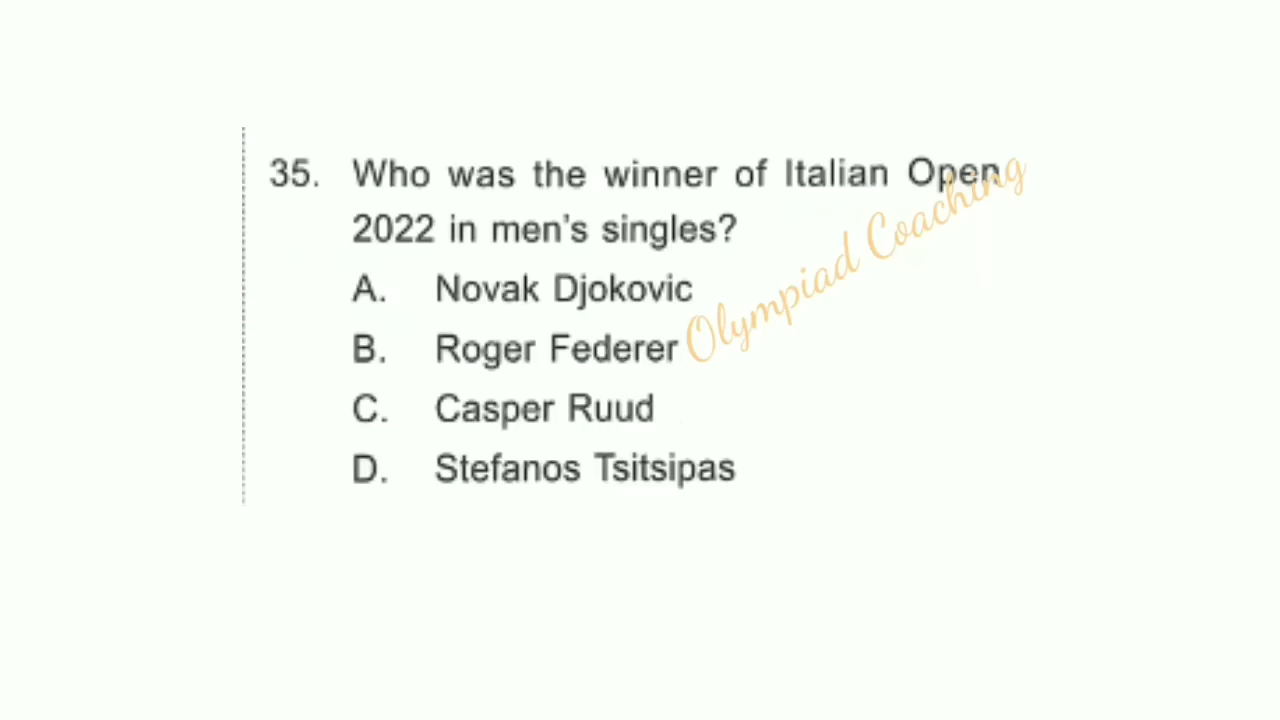 35. Who was the winner of Italian Open
2022 in men's singles?
A. Novak Djokovic
B. Roger Federer
C. Casper Ruud
D. Stefanos Tsitsipas
Olympiad Coaching